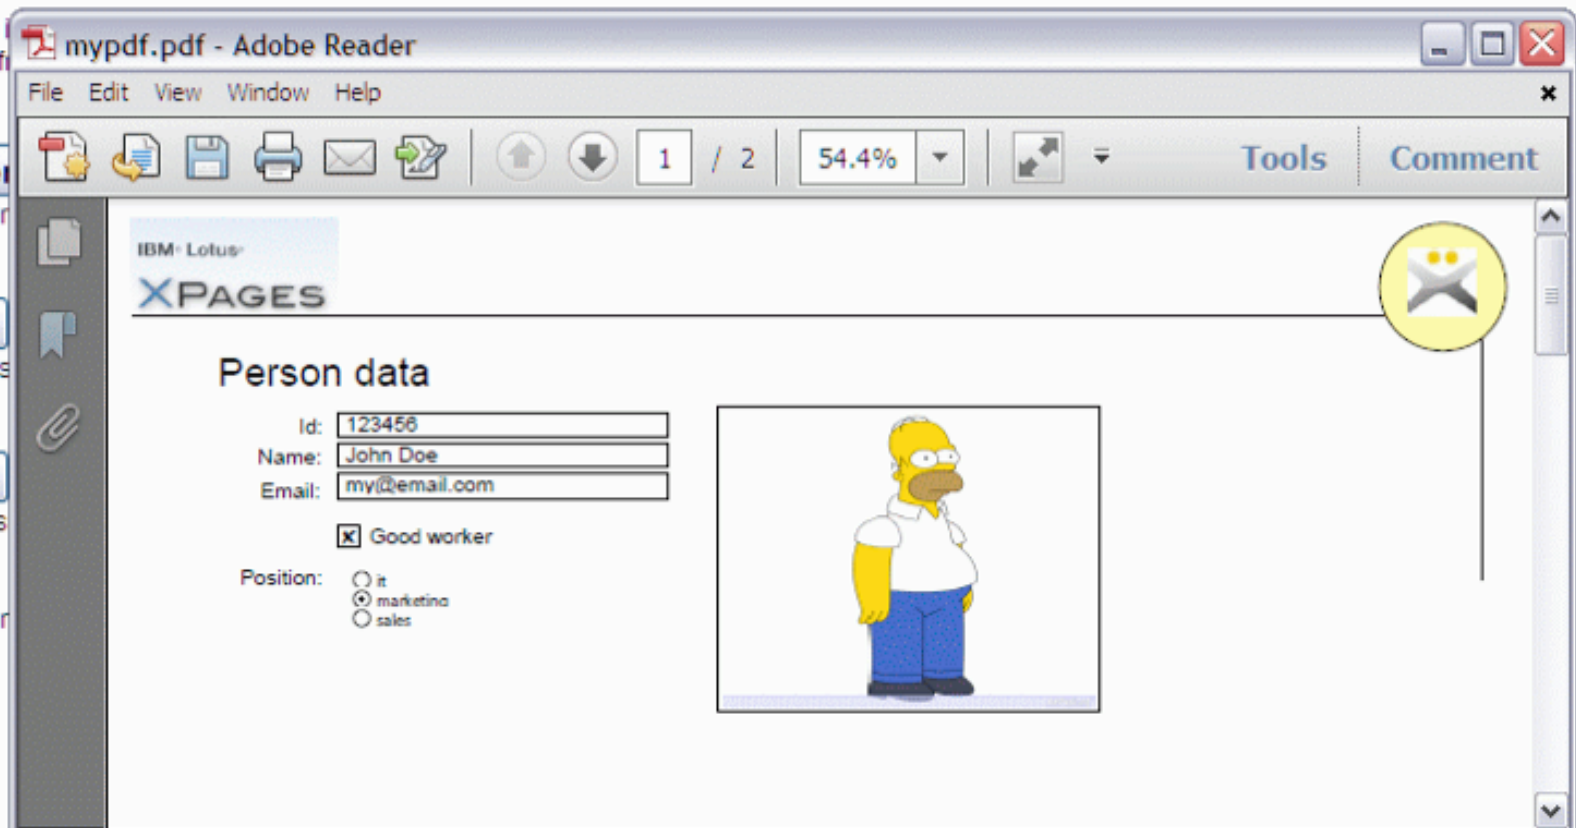 mypdf.pdf - Adobe Reader
File Edit View Window Help
1 / 2 54.4% Tools Comment
IBM Lotus
XPAGES
Person data
Id: 123456
Name: John Doe
Email: my@email.com
Good worker
Position: it
marketing
sales